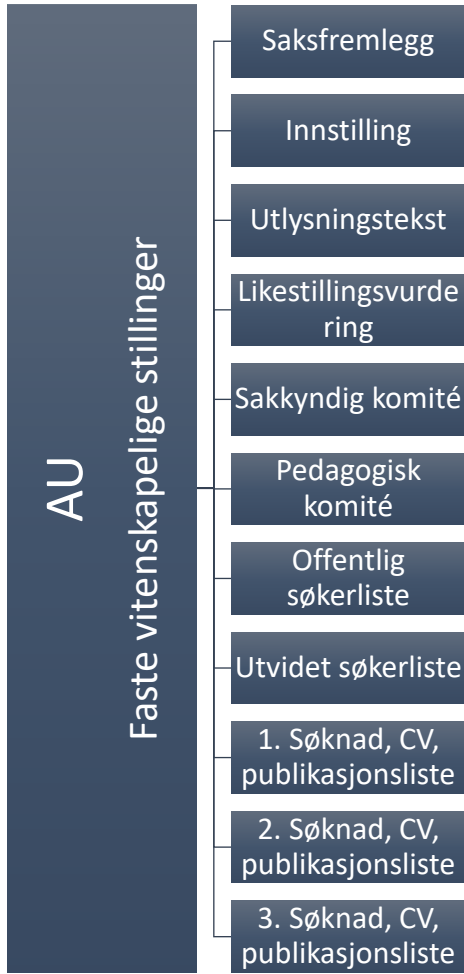 AU
Faste vitenskapelige stillinger
Saksfremlegg
Innstilling
Utlysningstekst
Likestillingsvurde
ring
Sakkyndig komité
Pedagogisk
komité
Offentlig
søkerliste
Utvidet søkerliste
1. Søknad, CV,
publikasjonsliste
2. Søknad, CV,
publikasjonsliste
3. Søknad, CV,
publikasjonsliste